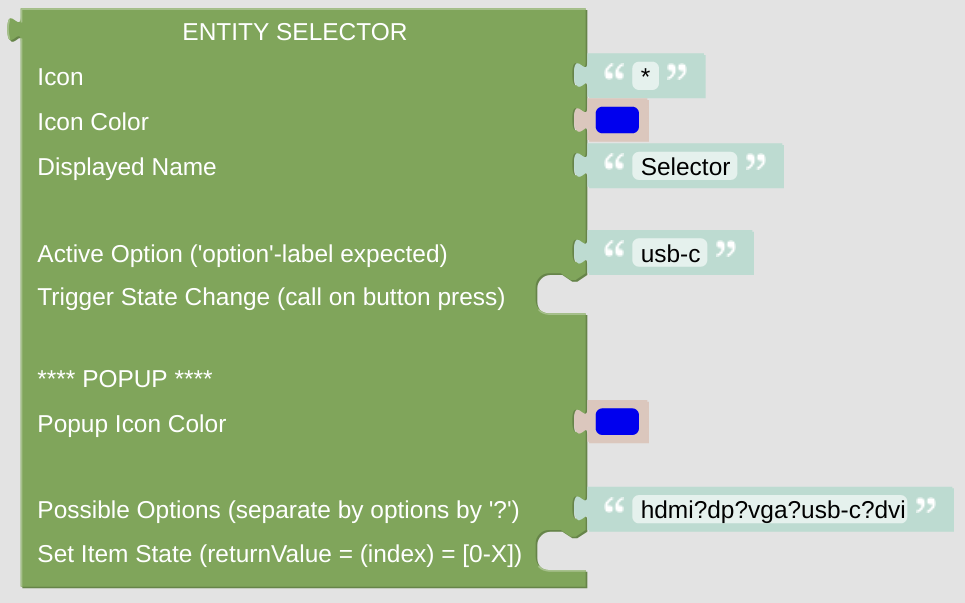 ENTITY SELECTOR
Icon “ * ”
Icon Color
Displayed Name “ Selector ”
Active Option ('option'-label expected) “ usb-c ”
Trigger State Change (call on button press)
**** POPUP ****
Popup Icon Color
Possible Options (separate by options by '?') “ hdmi?dp?vga?usb-c?dvi ”
Set Item State (returnValue = (index) = [0-X])